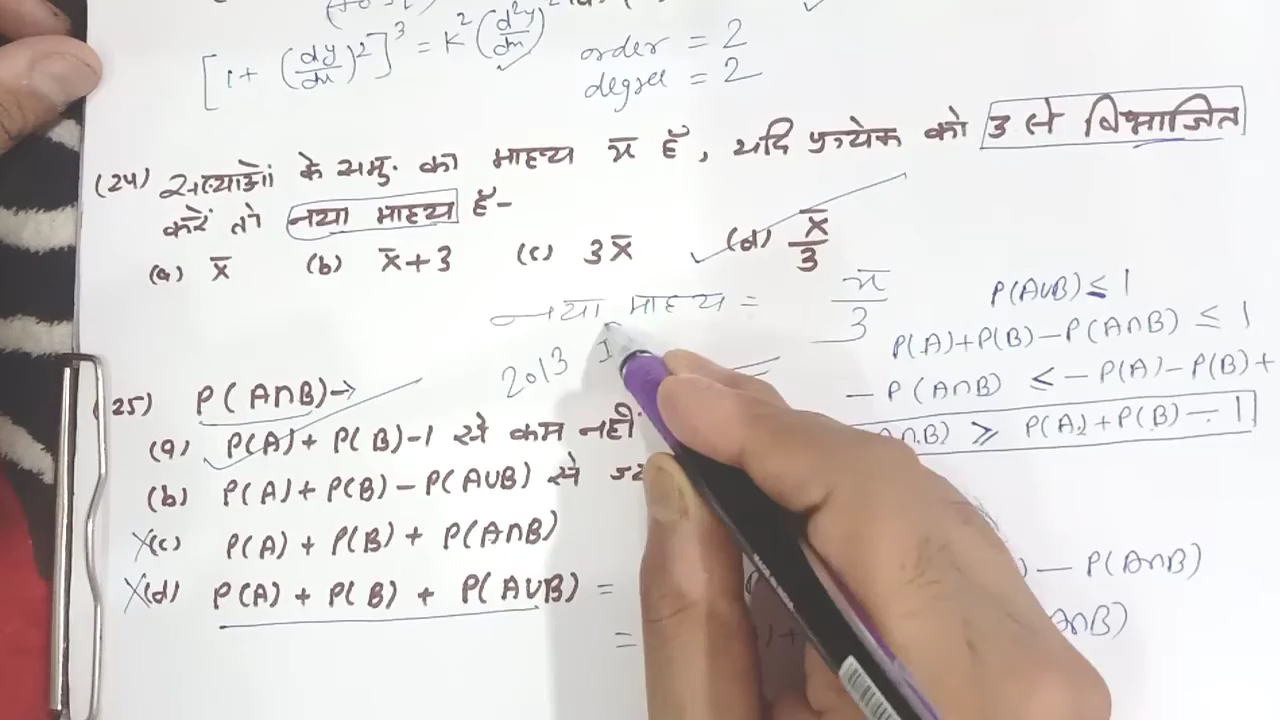 [1 + (dy/dx)²]³ = K² (d²y/dx)²
order = 2
degree = 2
(24) संख्याओं के समु. का माध्य x̄ है, यदि प्रत्येक को 3 से विभाजित
करें तो नया माध्य है-
(a) x̄ (b) x̄+3 (c) 3x̄ (d) x̄/3
नया माध्य = x̄/3
2013
25) P(A∩B)→
(a) P(A)+P(B)-1 से कम नहीं
(b) P(A)+P(B)-P(A∪B) से
(c) P(A)+P(B)+P(A∩B)
(d) P(A)+P(B)+P(A∪B) =
=
P(A∪B)≤1
P(A)+P(B)-P(A∩B) ≤ 1
-P(A∩B) ≤ -P(A)-P(B)+
∩B) ≥ P(A)+P(B)-1
) - P(A∩B)
A∩B)